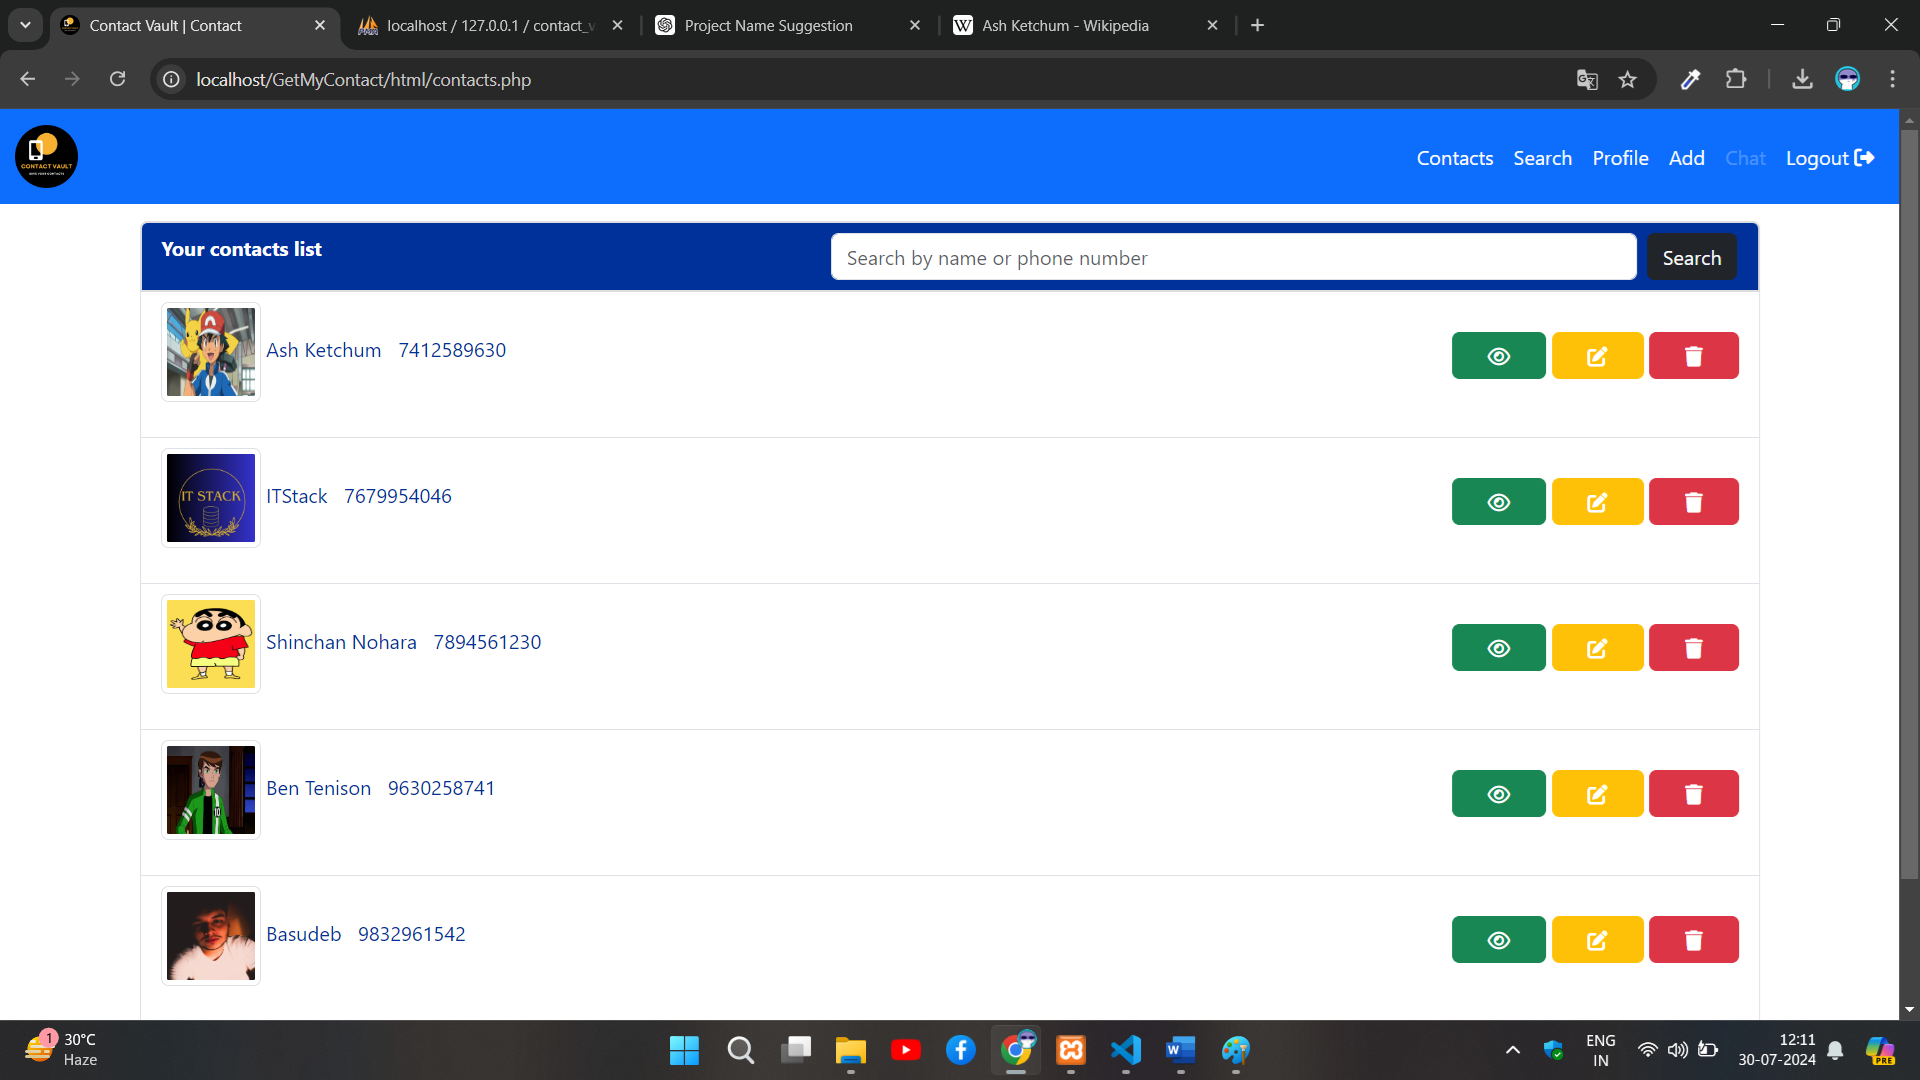 Contact Vault | Contact
localhost / 127.0.0.1 / contact_v
Project Name Suggestion
Ash Ketchum - Wikipedia
localhost/GetMyContact/html/contacts.php
CONTACT VAULT
Contacts Search Profile Add Chat Logout
Your contacts list
Search by name or phone number
Search
Ash Ketchum 7412589630
IT STACK
ITStack 7679954046
Shinchan Nohara 7894561230
10
Ben Tenison 9630258741
Basudeb 9832961542
1
30°C
Haze
ENG
IN
12:11
30-07-2024
PRE